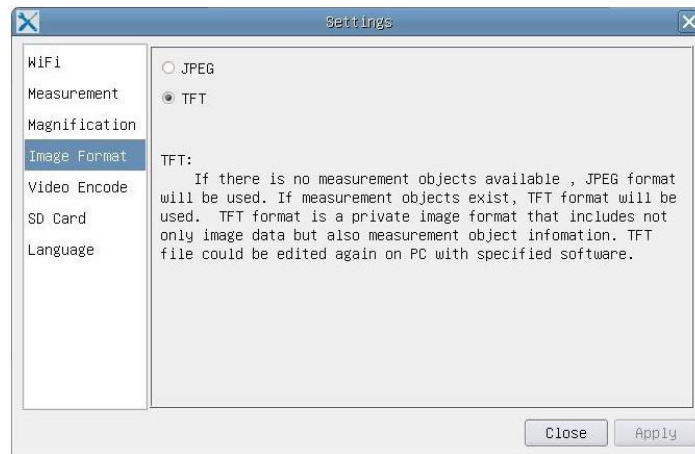 Settings
WiFi
Measurement
Magnification
Image Format
Video Encode
SD Card
Language
JPEG
TFT
TFT:
If there is no measurement objects available , JPEG format
will be used. If measurement objects exist, TFT format will be
used. TFT format is a private image format that includes not
only image data but also measurement object infomation. TFT
file could be edited again on PC with specified software.
Close
Apply